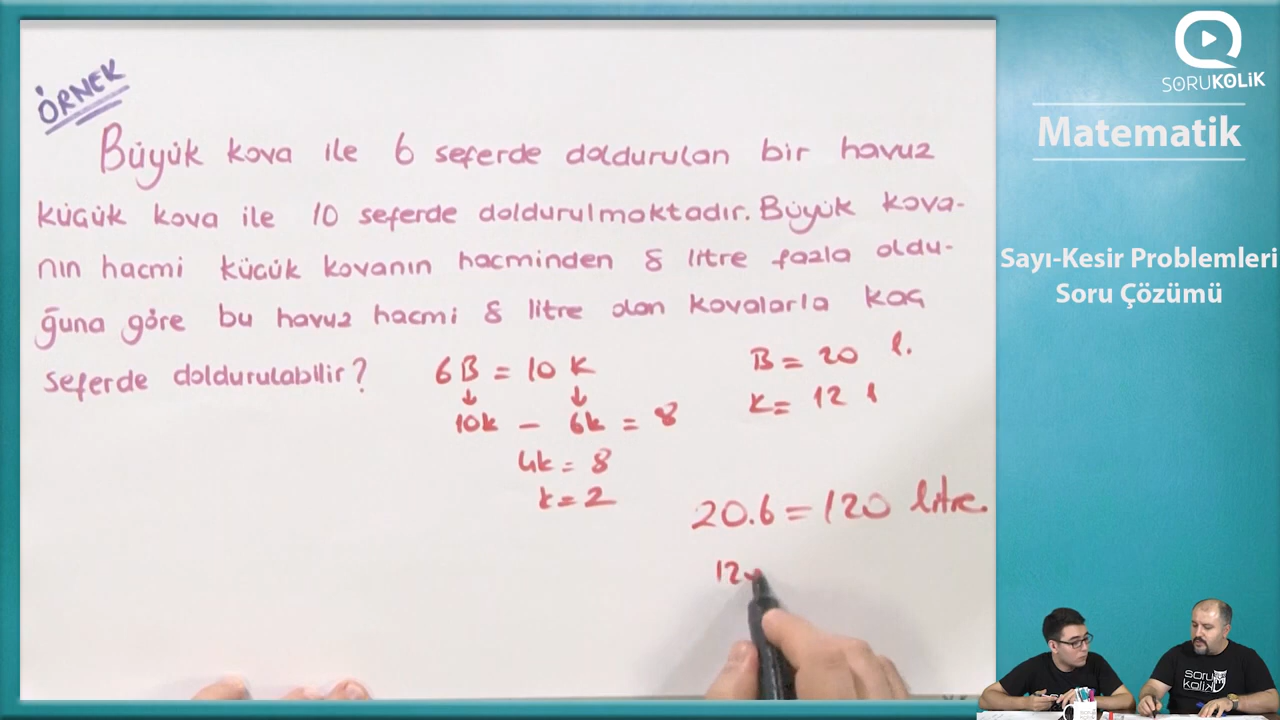 ÖRNEK
Büyük kova ile 6 seferde doldurulan bir havuz
küçük kova ile 10 seferde doldurulmaktadır. Büyük kova-
nın hacmi küçük kovanın hacminden 8 litre fazla oldu-
ğuna göre bu havuz hacmi 8 litre olan kovalarla kaç
seferde doldurulabilir?
6B = 10K
10k - 6k = 8
4k = 8
k = 2
B = 20 l.
K = 12 l
20.6 = 120 litre.
12
SORUKOLİK
Matematik
Sayı-Kesir Problemleri
Soru Çözümü
soru
kolik